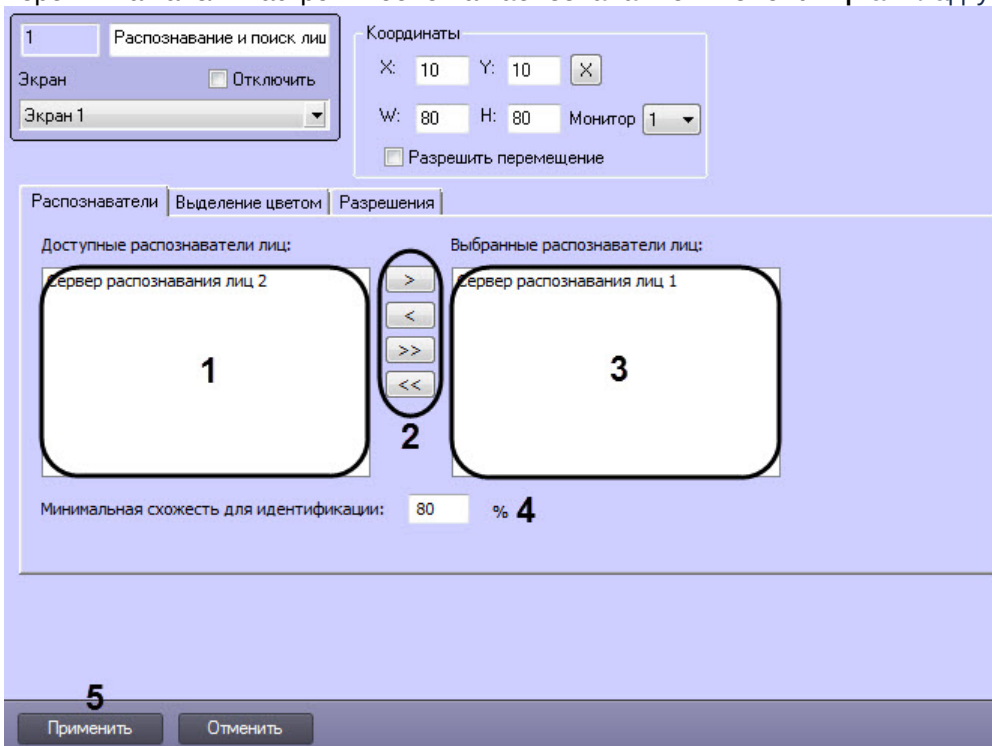 1 Распознавание и поиск лиц
Экран Отключить
Экран 1
Координаты
X: 10 Y: 10 X
W: 80 H: 80 Монитор 1
Разрешить перемещение
Распознаватели Выделение цветом Разрешения
Доступные распознаватели лиц: Выбранные распознаватели лиц:
Сервер распознавания лиц 2 > Сервер распознавания лиц 1
<
>>
<<
1 2 3
Минимальная схожесть для идентификации: 80 % 4
5
Применить Отменить